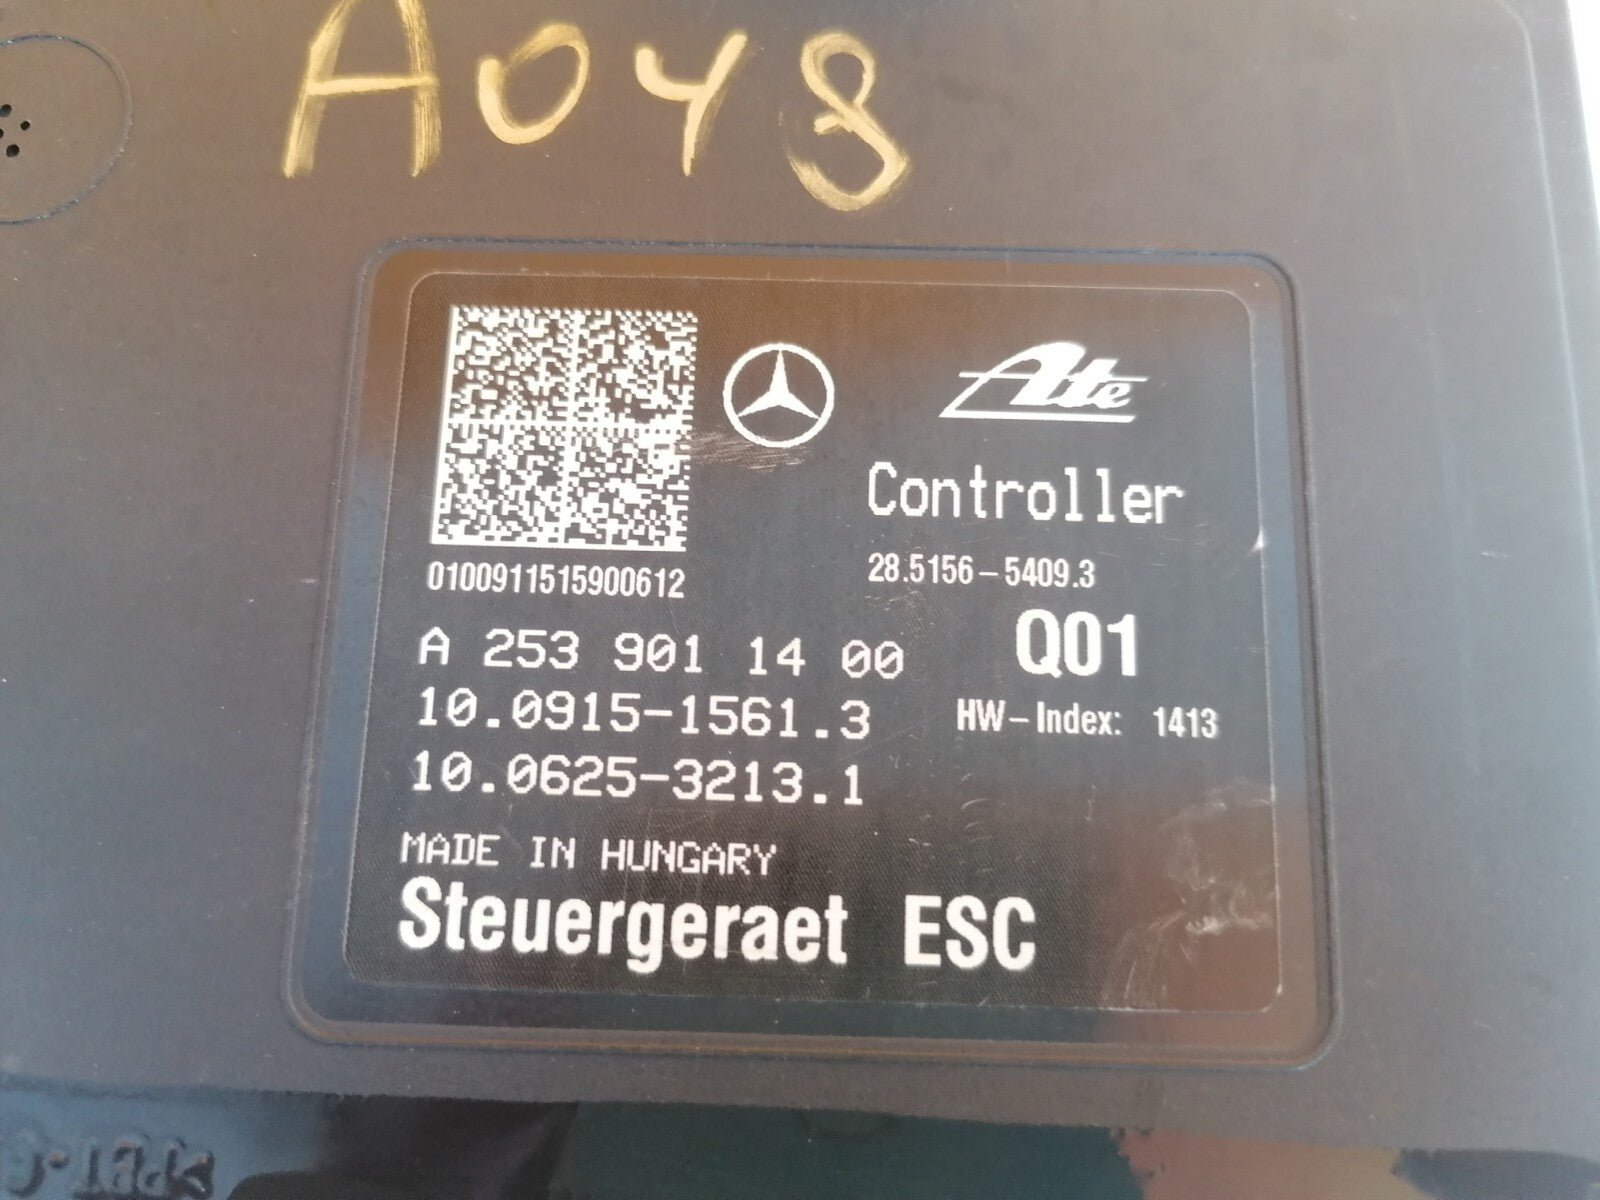 A048
Ate
Controller
28.5156-5409.3
0100911515900612
Q01
A 253 901 14 00
10.0915-1561.3
HW-Index: 1413
10.0625-3213.1
MADE IN HUNGARY
Steuergeraet ESC